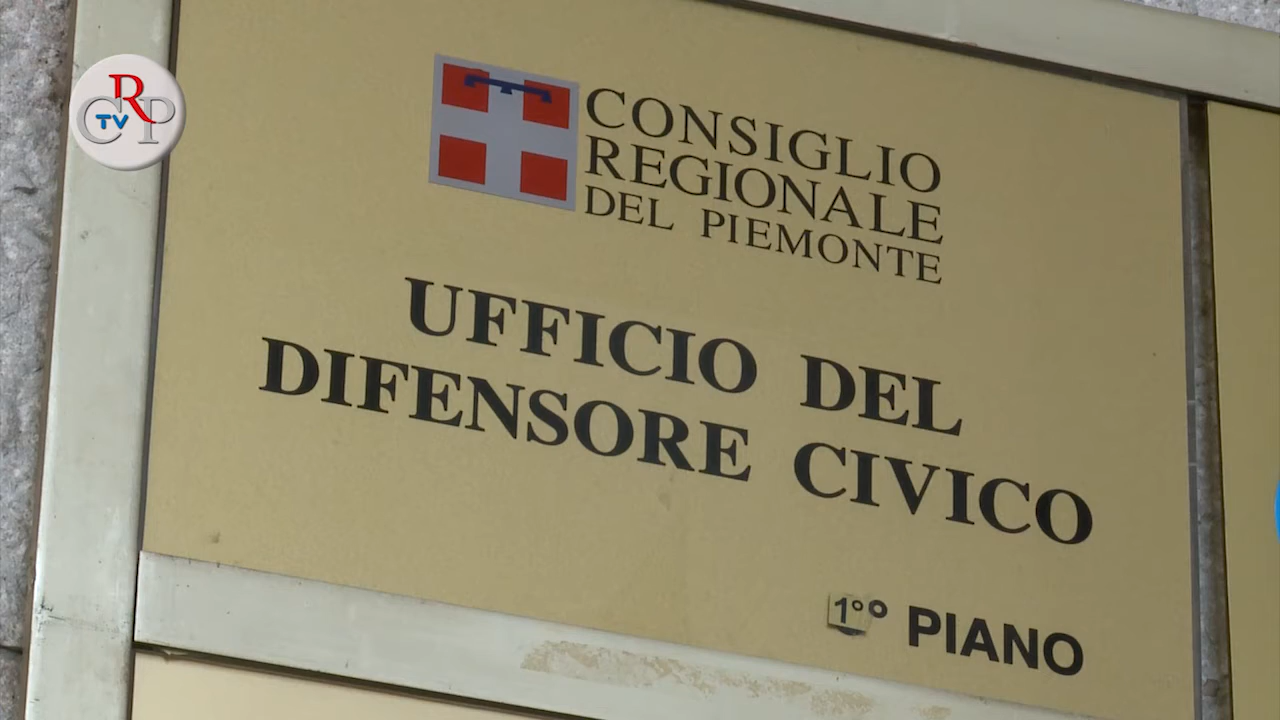 CRP
TV
CONSIGLIO
REGIONALE
DEL PIEMONTE
UFFICIO DEL
DIFENSORE CIVICO
1°° PIANO